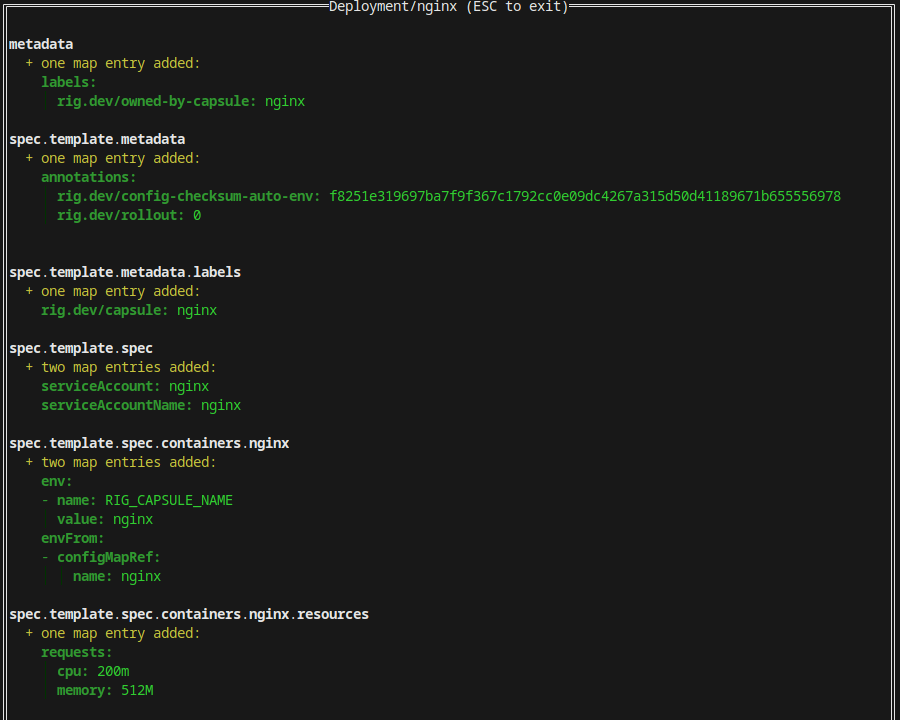 Deployment/nginx (ESC to exit)
metadata
+ one map entry added:
labels:
rig.dev/owned-by-capsule: nginx
spec.template.metadata
+ one map entry added:
annotations:
rig.dev/config-checksum-auto-env: f8251e319697ba7f9f367c1792cc0e09dc4267a315d50d41189671b655556978
rig.dev/rollout: 0
spec.template.metadata.labels
+ one map entry added:
rig.dev/capsule: nginx
spec.template.spec
+ two map entries added:
serviceAccount: nginx
serviceAccountName: nginx
spec.template.spec.containers.nginx
+ two map entries added:
env:
- name: RIG_CAPSULE_NAME
value: nginx
envFrom:
- configMapRef:
name: nginx
spec.template.spec.containers.nginx.resources
+ one map entry added:
requests:
cpu: 200m
memory: 512M